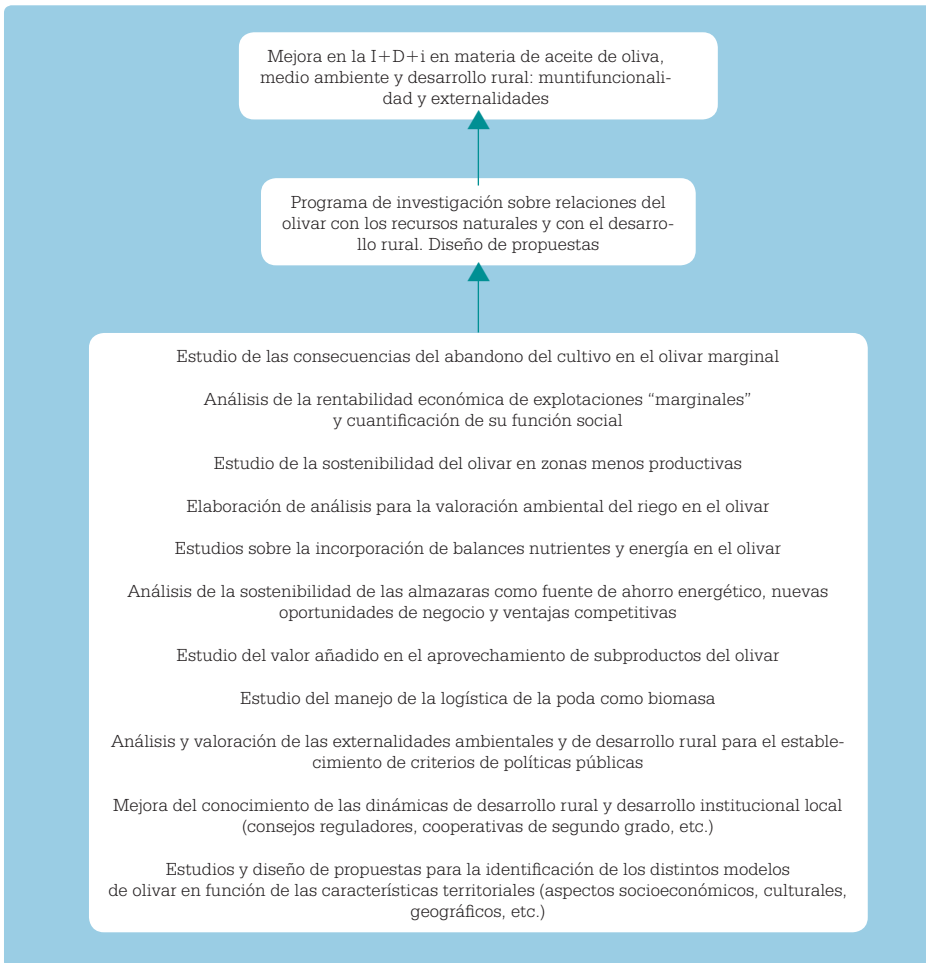 Mejora en la I+D+i en materia de aceite de oliva,
medio ambiente y desarrollo rural: muntifuncionali-
dad y externalidades
Programa de investigación sobre relaciones del
olivar con los recursos naturales y con el desarro-
llo rural. Diseño de propuestas
Estudio de las consecuencias del abandono del cultivo en el olivar marginal
Análisis de la rentabilidad económica de explotaciones “marginales”
y cuantificación de su función social
Estudio de la sostenibilidad del olivar en zonas menos productivas
Elaboración de análisis para la valoración ambiental del riego en el olivar
Estudios sobre la incorporación de balances nutrientes y energía en el olivar
Análisis de la sostenibilidad de las almazaras como fuente de ahorro energético, nuevas
oportunidades de negocio y ventajas competitivas
Estudio del valor añadido en el aprovechamiento de subproductos del olivar
Estudio del manejo de la logística de la poda como biomasa
Análisis y valoración de las externalidades ambientales y de desarrollo rural para el estable-
cimiento de criterios de políticas públicas
Mejora del conocimiento de las dinámicas de desarrollo rural y desarrollo institucional local
(consejos reguladores, cooperativas de segundo grado, etc.)
Estudios y diseño de propuestas para la identificación de los distintos modelos
de olivar en función de las características territoriales (aspectos socioeconómicos, culturales,
geográficos, etc.)